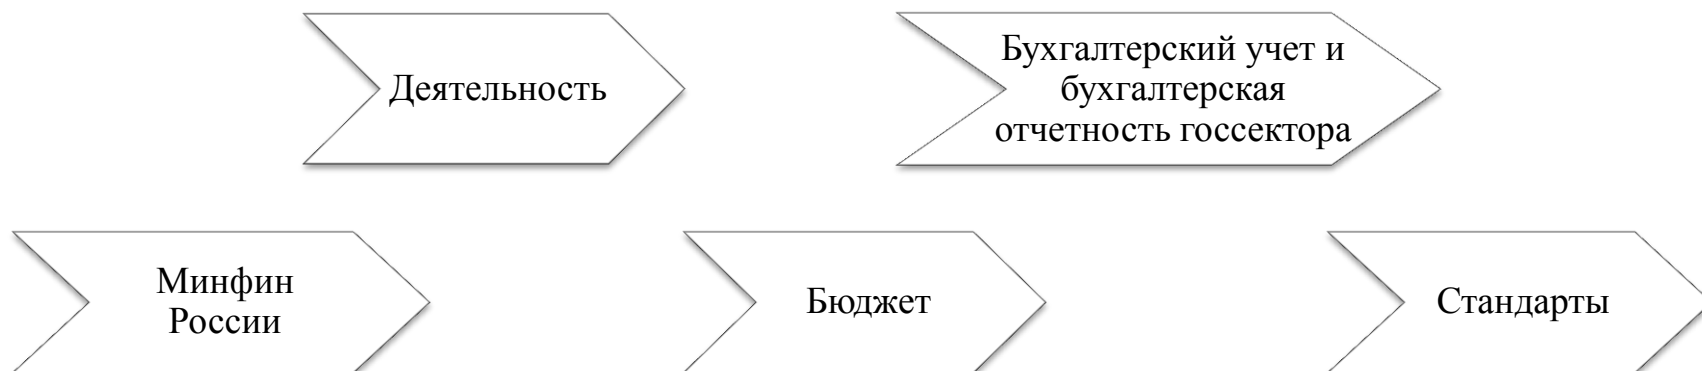 Деятельность
Бухгалтерский учет и
бухгалтерская
отчетность госсектора
Минфин
России
Бюджет
Стандарты